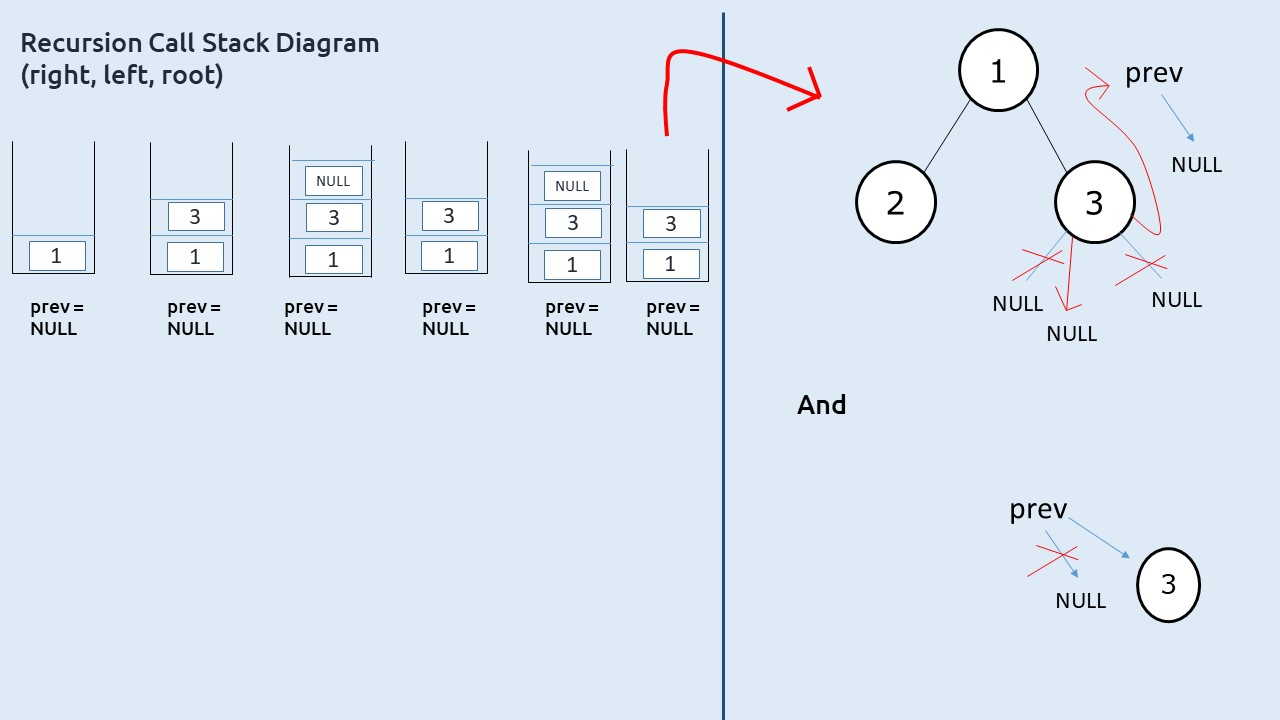 Recursion Call Stack Diagram
(right, left, root)
1
3
1
NULL
3
1
3
1
NULL
3
1
3
1
prev =
NULL
prev =
NULL
prev =
NULL
prev =
NULL
prev =
NULL
prev =
NULL
1
prev
NULL
2
3
NULL
NULL
NULL
And
prev
NULL
3